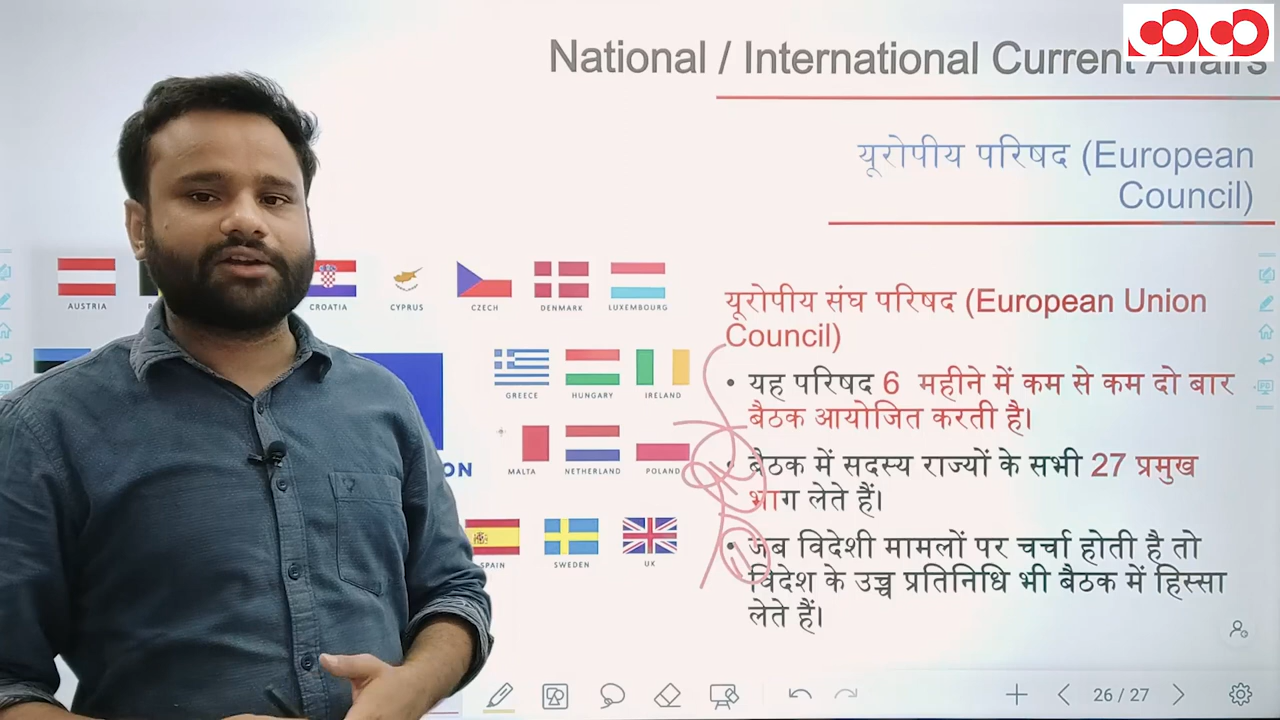 National / International Current Affairs
यूरोपीय परिषद (European
Council)
AUSTRIA
CROATIA
CYPRUS
CZECH
DENMARK
LUXEMBOURG
यूरोपीय संघ परिषद (European Union
Council)
GREECE
HUNGARY
IRELAND
• यह परिषद 6 महीने में कम से कम दो बार
बैठक आयोजित करती है।
MALTA
NETHERLAND
POLAND
ON
• बैठक में सदस्य राज्यों के सभी 27 प्रमुख
भाग लेते हैं।
SPAIN
SWEDEN
UK
• जब विदेशी मामलों पर चर्चा होती है तो
विदेश के उच्च प्रतिनिधि भी बैठक में हिस्सा
लेते हैं।
26 / 27